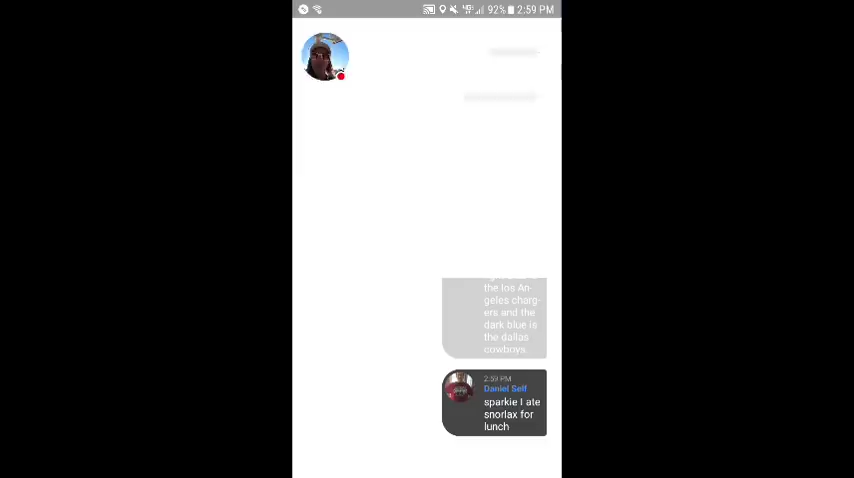 92% 2:59 PM
the los An-
geles charg-
ers and the
dark blue is
the dallas
cowboys.
2:59 PM
Daniel Self
sparkie I ate
snorlax for
lunch